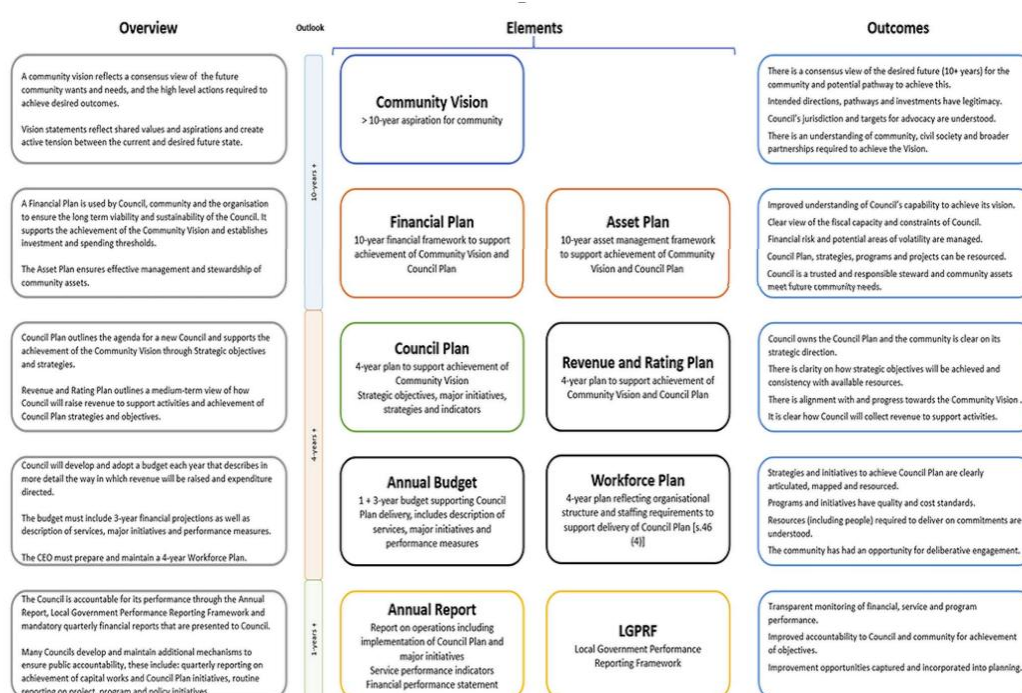 Overview
Outlook
Elements
Outcomes
A community vision reflects a consensus view of the future
community wants and needs, and the high level actions required to
achieve desired outcomes.
Vision statements reflect shared values and aspirations and create
active tension between the current and desired future state.
10-years +
Community Vision
> 10-year aspiration for community
There is a consensus view of the desired future (10+ years) for the
community and potential pathway to achieve this.
Intended directions, pathways and investments have legitimacy.
Council's jurisdiction and targets for advocacy are understood.
There is an understanding of community, civil society and broader
partnerships required to achieve the Vision.
A Financial Plan is used by Council, community and the organisation
to ensure the long term viability and sustainability of the Council. It
supports the achievement of the Community Vision and establishes
investment and spending thresholds.
The Asset Plan ensures effective management and stewardship of
community assets.
Financial Plan
10-year financial framework to support
achievement of Community Vision and
Council Plan
Asset Plan
10-year asset management framework
to support achievement of Community
Vision and Council Plan
Improved understanding of Council's capability to achieve its vision.
Clear view of the fiscal capacity and constraints of Council.
Financial risk and potential areas of volatility are managed.
Council Plan, strategies, programs and projects can be resourced.
Council is a trusted and responsible steward and community assets
meet future community needs.
Council Plan outlines the agenda for a new Council and supports the
achievement of the Community Vision through Strategic objectives
and strategies.
Revenue and Rating Plan outlines a medium-term view of how
Council will raise revenue to support activities and achievement of
Council Plan strategies and objectives.
4-years +
Council Plan
4-year plan to support achievement of
Community Vision
Strategic objectives, major initiatives,
strategies and indicators
Revenue and Rating Plan
4-year plan to support achievement of
Community Vision and Council Plan
Council owns the Council Plan and the community is clear on its
strategic direction.
There is clarity on how strategic objectives will be achieved and
consistency with available resources.
There is alignment with and progress towards the Community Vision .
It is clear how Council will collect revenue to support activities.
Council will develop and adopt a budget each year that describes in
more detail the way in which revenue will be raised and expenditure
directed.
The budget must include 3-year financial projections as well as
description of services, major initiatives and performance measures.
The CEO must prepare and maintain a 4-year Workforce Plan.
Annual Budget
1 + 3-year budget supporting Council
Plan delivery, includes description of
services, major initiatives and
performance measures
Workforce Plan
4-year plan reflecting organisational
structure and staffing requirements to
support delivery of Council Plan [s.46
(4)]
Strategies and initiatives to achieve Council Plan are clearly
articulated, mapped and resourced.
Programs and initiatives have quality and cost standards.
Resources (including people) required to deliver on commitments are
understood.
The community has had an opportunity for deliberative engagement.
The Council is accountable for its performance through the Annual
Report, Local Government Performance Reporting Framework and
mandatory quarterly financial reports that are presented to Council.
Many Councils develop and maintain additional mechanisms to
ensure public accountability, these include: quarterly reporting on
achievement of capital works and Council Plan initiatives, routine
reporting on project, program and policy initiatives
1-years +
Annual Report
Report on operations including
implementation of Council Plan and
major initiatives
Service performance indicators
Financial performance statement
LGPRF
Local Government Performance
Reporting Framework
Transparent monitoring of financial, service and program
performance.
Improved accountability to Council and community for achievement
of objectives.
Improvement opportunities captured and incorporated into planning.